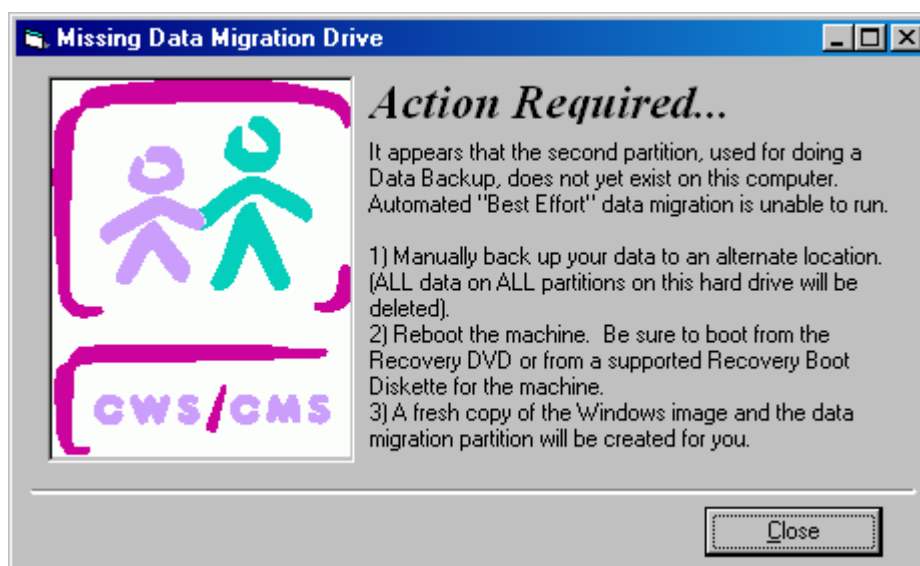 Missing Data Migration Drive
Action Required...
It appears that the second partition, used for doing a
Data Backup, does not yet exist on this computer.
Automated "Best Effort" data migration is unable to run.
1) Manually back up your data to an alternate location.
(ALL data on ALL partitions on this hard drive will be
deleted).
2) Reboot the machine.  Be sure to boot from the
Recovery DVD or from a supported Recovery Boot
Diskette for the machine.
3) A fresh copy of the Windows image and the data
migration partition will be created for you.
CWS/CMS
Close